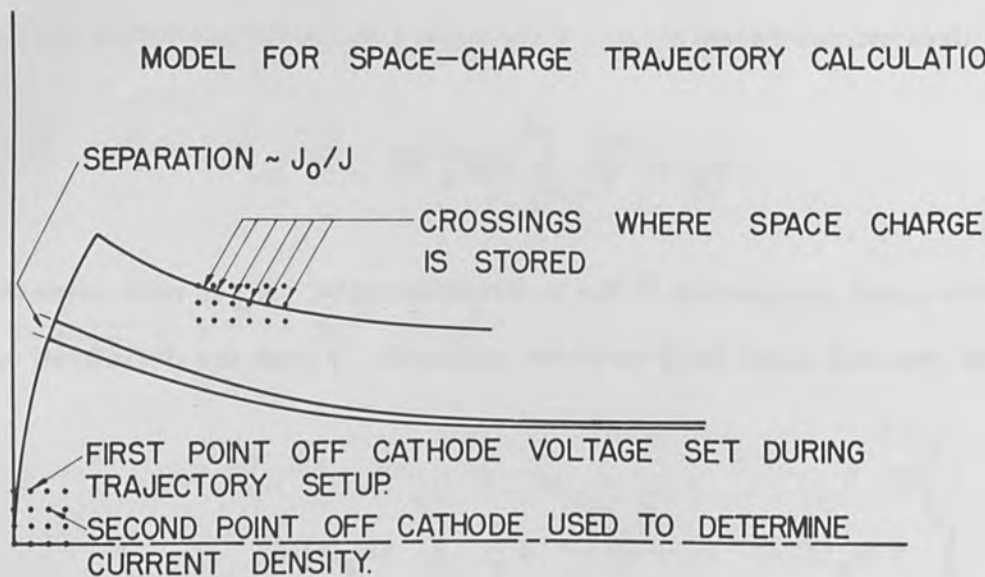 MODEL FOR SPACE-CHARGE TRAJECTORY CALCULATIO
SEPARATION ~ J₀/J
CROSSINGS WHERE SPACE CHARGE
IS STORED
FIRST POINT OFF CATHODE VOLTAGE SET DURING
TRAJECTORY SETUP.
SECOND POINT OFF CATHODE USED TO DETERMINE
CURRENT DENSITY.